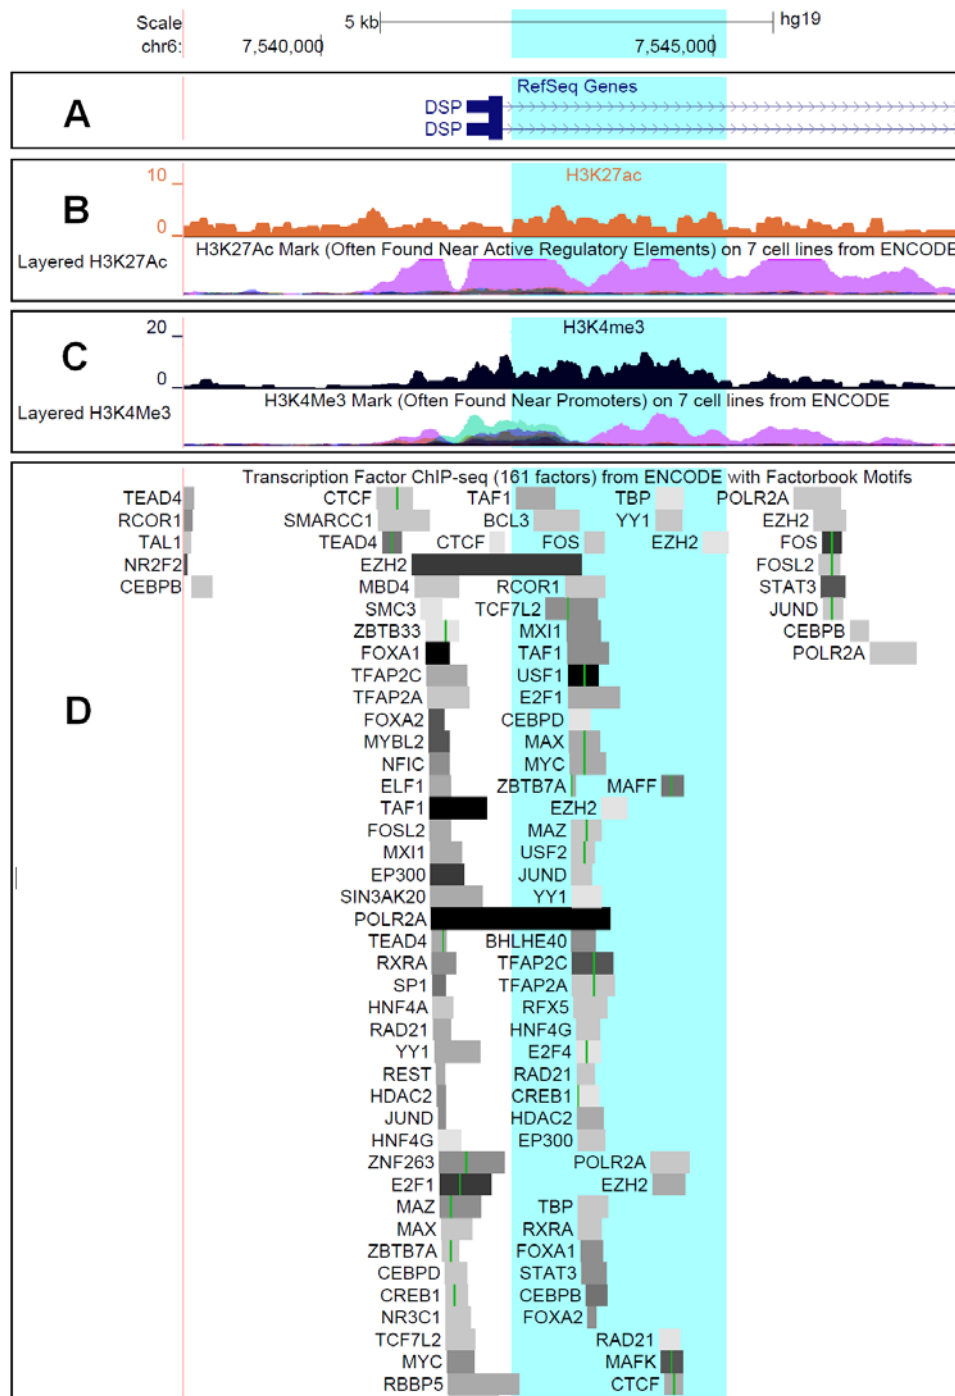 Scale 5 kb hg19
chr6: 7,540,000 7,545,000
A
RefSeq Genes
DSP
DSP
B
10
H3K27ac
0
H3K27Ac Mark (Often Found Near Active Regulatory Elements) on 7 cell lines from ENCODE
Layered H3K27Ac
C
20
H3K4me3
0
H3K4Me3 Mark (Often Found Near Promoters) on 7 cell lines from ENCODE
Layered H3K4Me3
D
Transcription Factor ChIP-seq (161 factors) from ENCODE with Factorbook Motifs
TEAD4 CTCF TAF1 TBP POLR2A
RCOR1 SMARCC1 BCL3 YY1 EZH2
TAL1 TEAD4 CTCF FOS EZH2 FOS
NR2F2 EZH2 FOSL2
CEBPB MBD4 RCOR1 STAT3
SMC3 TCF7L2 JUND
ZBTB33 MXI1 CEBPB
FOXA1 TAF1 POLR2A
TFAP2C USF1
TFAP2A E2F1
FOXA2 CEBPD
MYBL2 MAX
NFIC MYC
ELF1 ZBTB7A MAFF
TAF1 EZH2
FOSL2 MAZ
MXI1 USF2
EP300 JUND
SIN3AK20 YY1
POLR2A
TEAD4 BHLHE40
RXRA TFAP2C
SP1 TFAP2A
HNF4A RFX5
RAD21 HNF4G
YY1 E2F4
REST RAD21
HDAC2 CREB1
JUND HDAC2
HNF4G EP300
ZNF263 POLR2A
E2F1 EZH2
MAZ TBP
MAX RXRA
ZBTB7A FOXA1
CEBPD STAT3
CREB1 CEBPB
NR3C1 FOXA2
TCF7L2 RAD21
MYC MAFK
RBBP5 CTCF